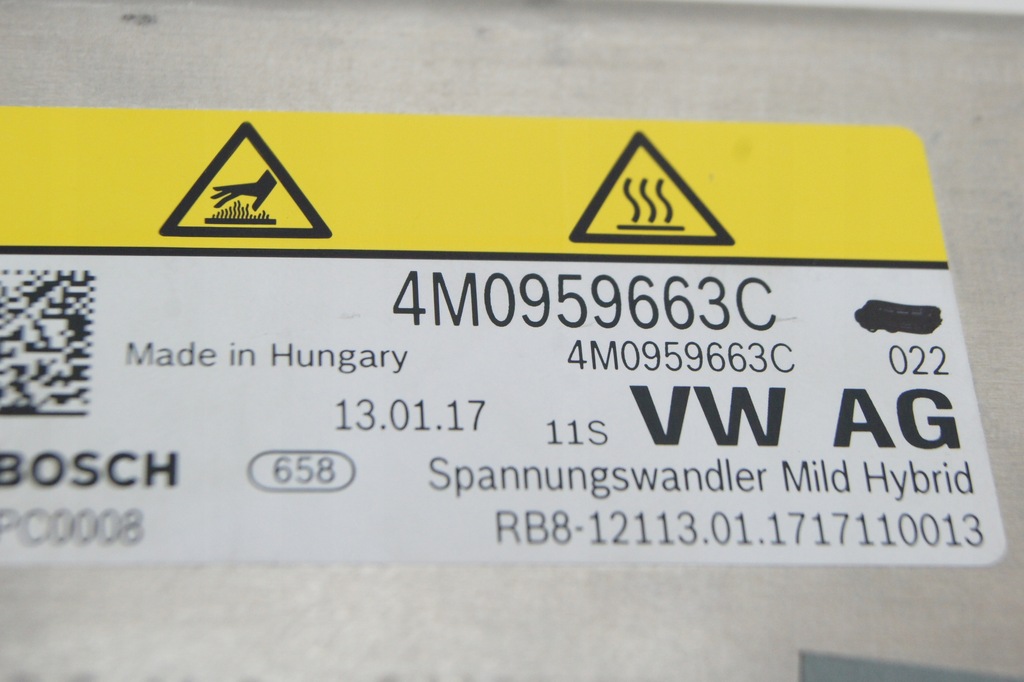 4M0959663C
Made in Hungary
4M0959663C
022
13.01.17
11S
VW AG
BOSCH
658
Spannungswandler Mild Hybrid
PC0008
RB8-12113.01.1717110013